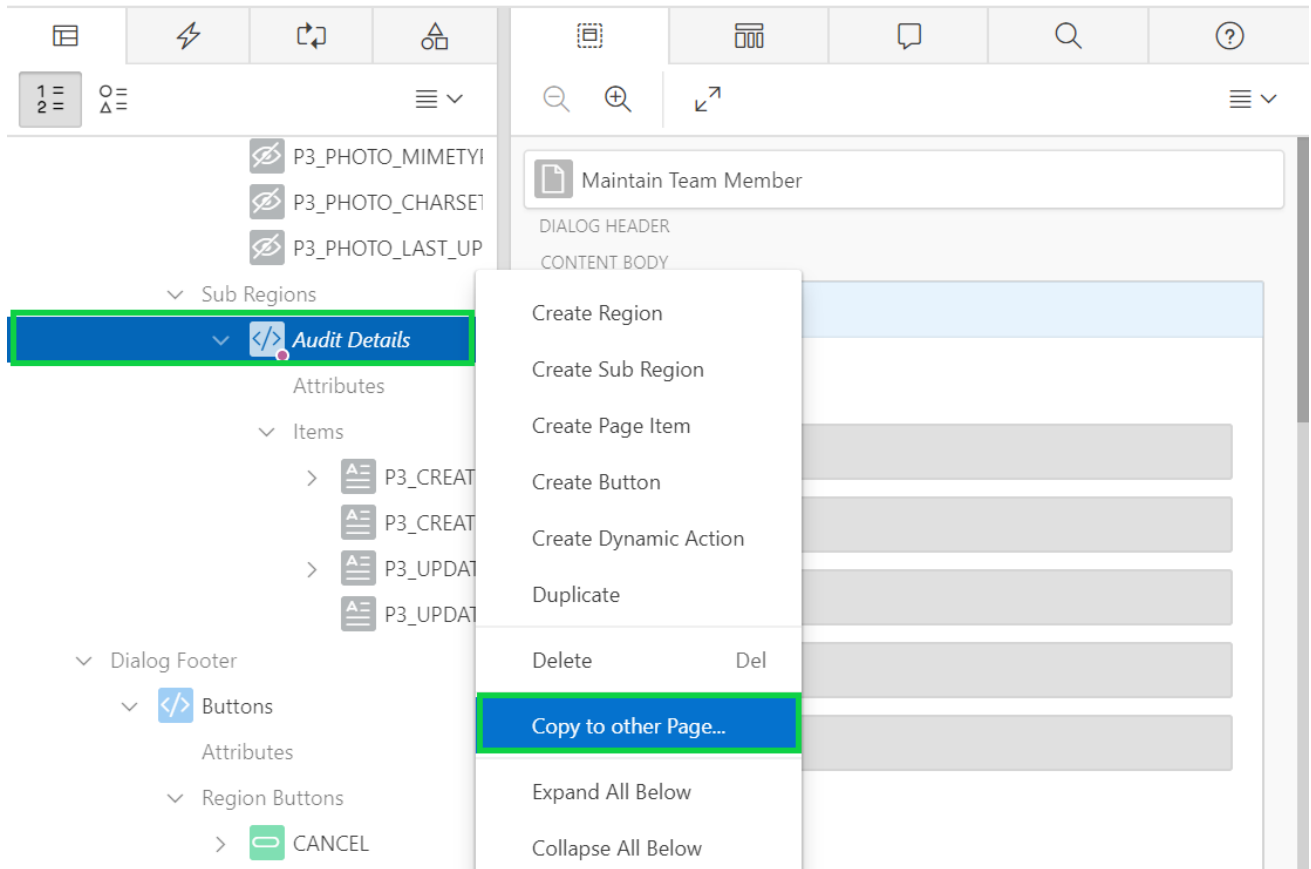 P3_PHOTO_MIMETYP
P3_PHOTO_CHARSET
P3_PHOTO_LAST_UP
Sub Regions
Audit Details
Attributes
Items
P3_CREAT
P3_CREAT
P3_UPDAT
P3_UPDAT
Dialog Footer
Buttons
Attributes
Region Buttons
CANCEL
Maintain Team Member
DIALOG HEADER
CONTENT BODY
Create Region
Create Sub Region
Create Page Item
Create Button
Create Dynamic Action
Duplicate
Delete Del
Copy to other Page...
Expand All Below
Collapse All Below